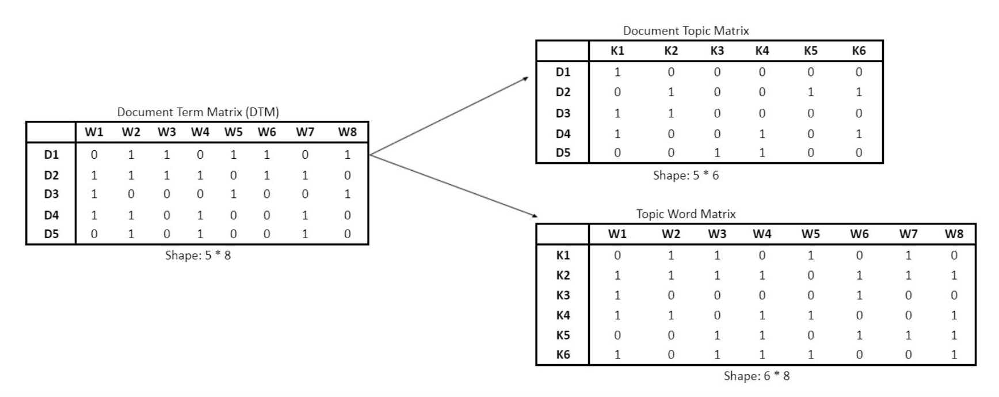 Document Term Matrix (DTM)
W1 W2 W3 W4 W5 W6 W7 W8
D1 0 1 1 0 1 1 0 1
D2 1 1 1 1 0 1 1 0
D3 1 0 0 0 1 0 0 1
D4 1 1 0 1 0 0 1 0
D5 0 1 0 1 0 0 1 0
Shape: 5 * 8
Document Topic Matrix
K1 K2 K3 K4 K5 K6
D1 1 0 0 0 0 0
D2 0 1 0 0 1 1
D3 1 1 0 0 0 0
D4 1 0 0 1 0 1
D5 0 0 1 1 0 0
Shape: 5 * 6
Topic Word Matrix
W1 W2 W3 W4 W5 W6 W7 W8
K1 0 1 1 0 1 0 1 0
K2 1 1 1 1 0 1 1 1
K3 1 0 0 0 0 1 0 0
K4 1 1 0 1 1 0 0 1
K5 0 0 1 1 0 1 1 1
K6 1 0 1 1 1 0 0 1
Shape: 6 * 8